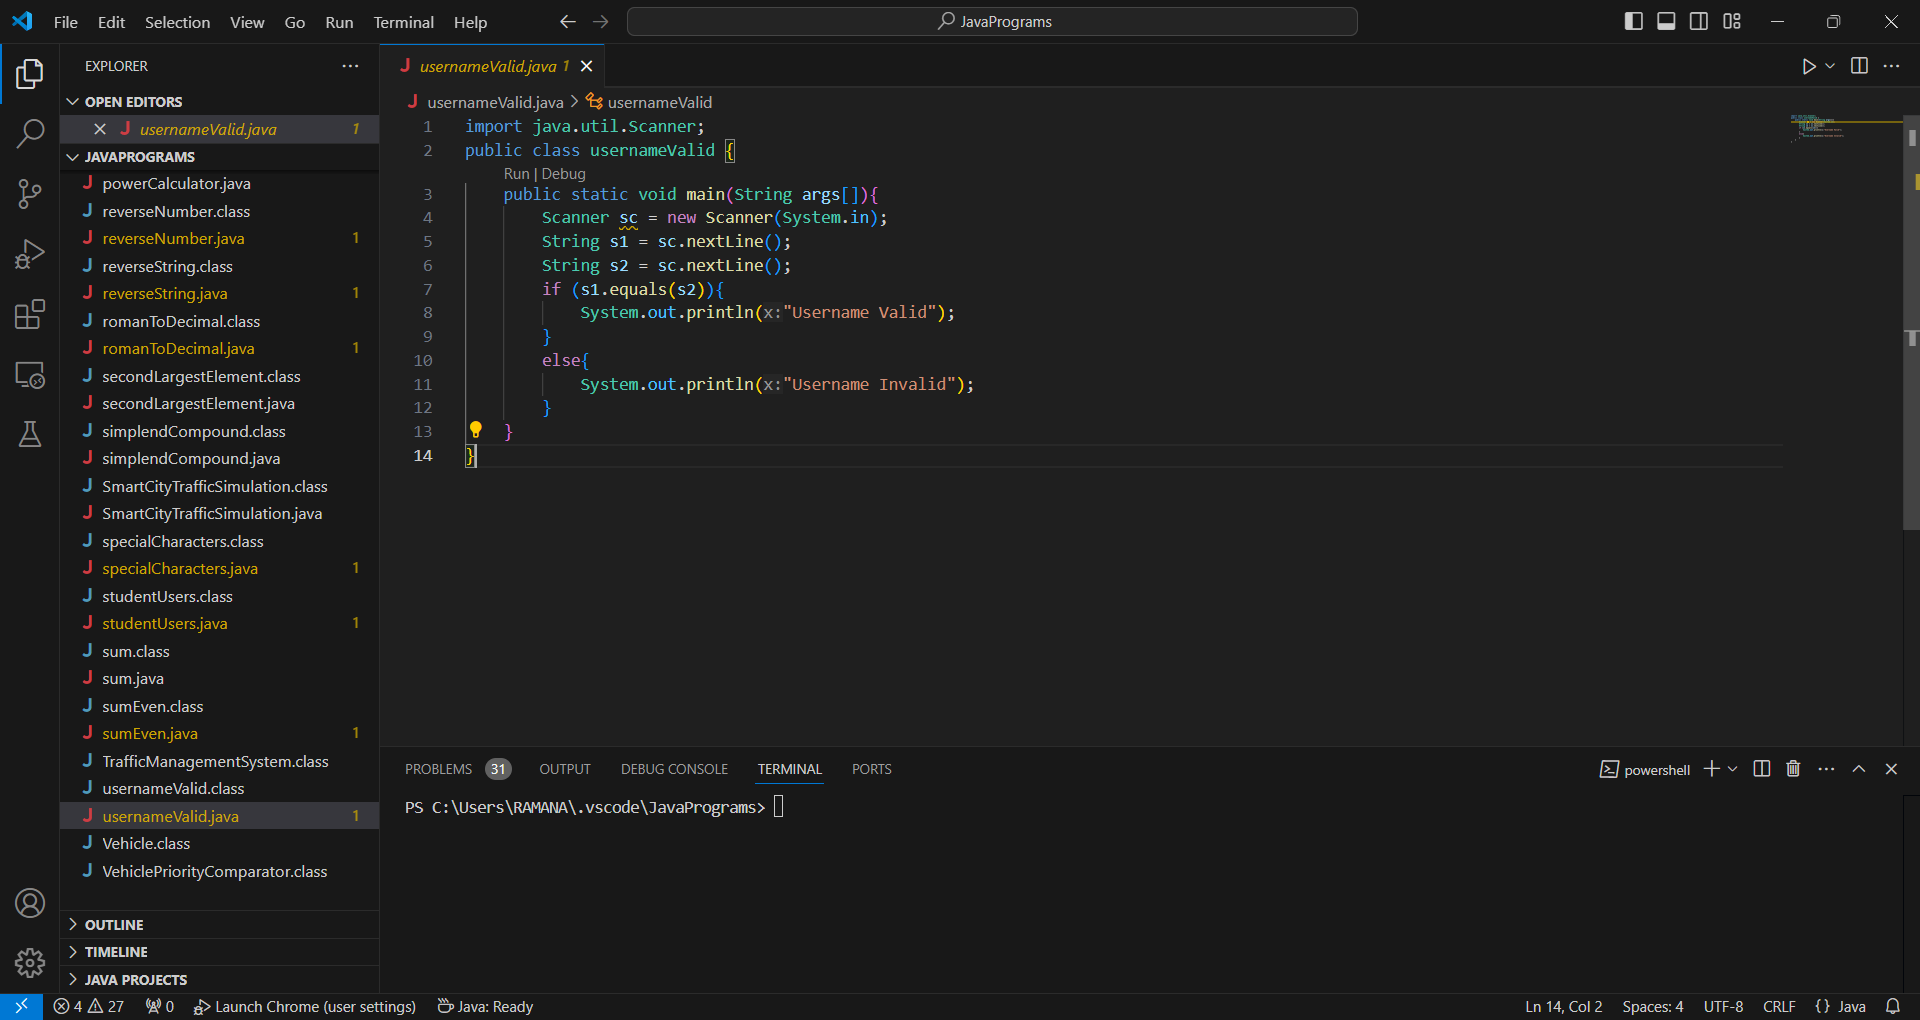 File Edit Selection View Go Run Terminal Help
JavaPrograms
EXPLORER
OPEN EDITORS
usernameValid.java 1
JAVAPROGRAMS
powerCalculator.java
reverseNumber.class
reverseNumber.java 1
reverseString.class
reverseString.java 1
romanToDecimal.class
romanToDecimal.java 1
secondLargestElement.class
secondLargestElement.java
simplendCompound.class
simplendCompound.java
SmartCityTrafficSimulation.class
SmartCityTrafficSimulation.java
specialCharacters.class
specialCharacters.java 1
studentUsers.class
studentUsers.java 1
sum.class
sum.java
sumEven.class
sumEven.java 1
TrafficManagementSystem.class
usernameValid.class
usernameValid.java 1
Vehicle.class
VehiclePriorityComparator.class
OUTLINE
TIMELINE
JAVA PROJECTS
usernameValid.java 1
usernameValid.java > usernameValid
1 import java.util.Scanner;
2 public class usernameValid {
Run | Debug
3 public static void main(String args[]){
4 Scanner sc = new Scanner(System.in);
5 String s1 = sc.nextLine();
6 String s2 = sc.nextLine();
7 if (s1.equals(s2)){
8 System.out.println(x:"Username Valid");
9 }
10 else{
11 System.out.println(x:"Username Invalid");
12 }
13 }
14 }
PROBLEMS 31 OUTPUT DEBUG CONSOLE TERMINAL PORTS
powershell
PS C:\Users\RAMANA\.vscode\JavaPrograms>
4 27 0 Launch Chrome (user settings) Java: Ready
Ln 14, Col 2 Spaces: 4 UTF-8 CRLF {} Java